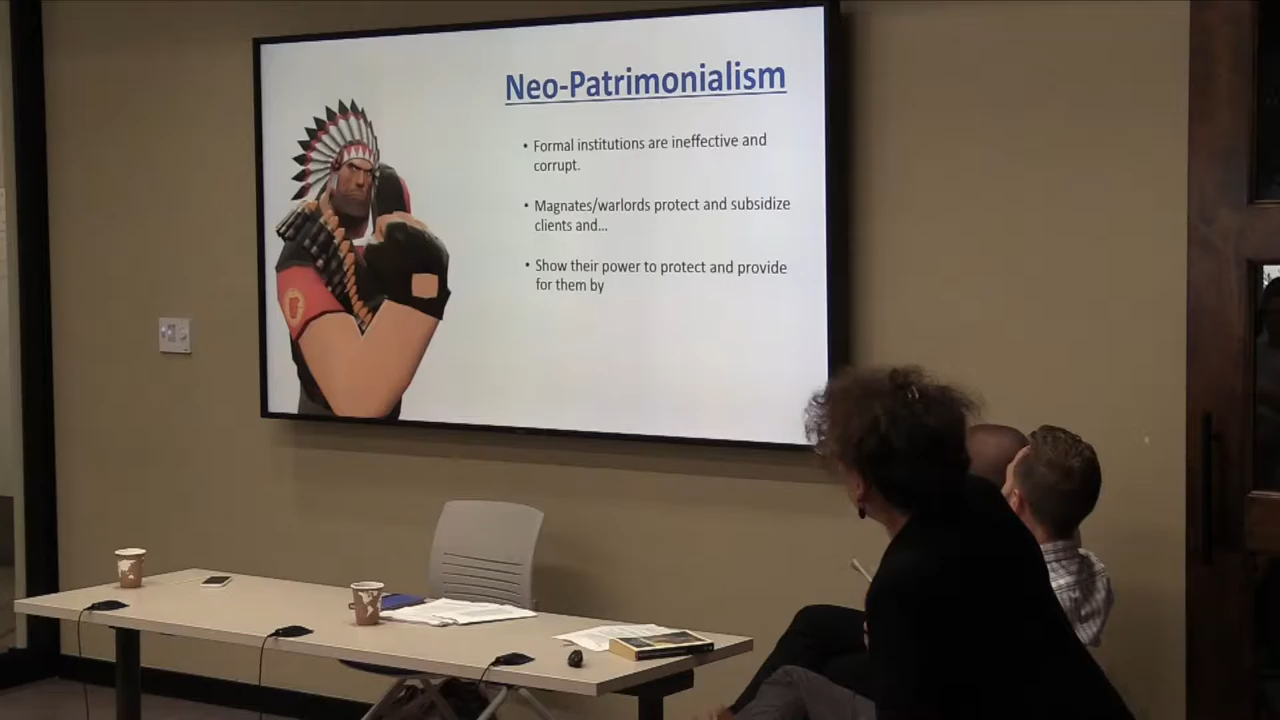 Neo-Patrimonialism
• Formal institutions are ineffective and
corrupt.
• Magnates/warlords protect and subsidize
clients and...
• Show their power to protect and provide
for them by